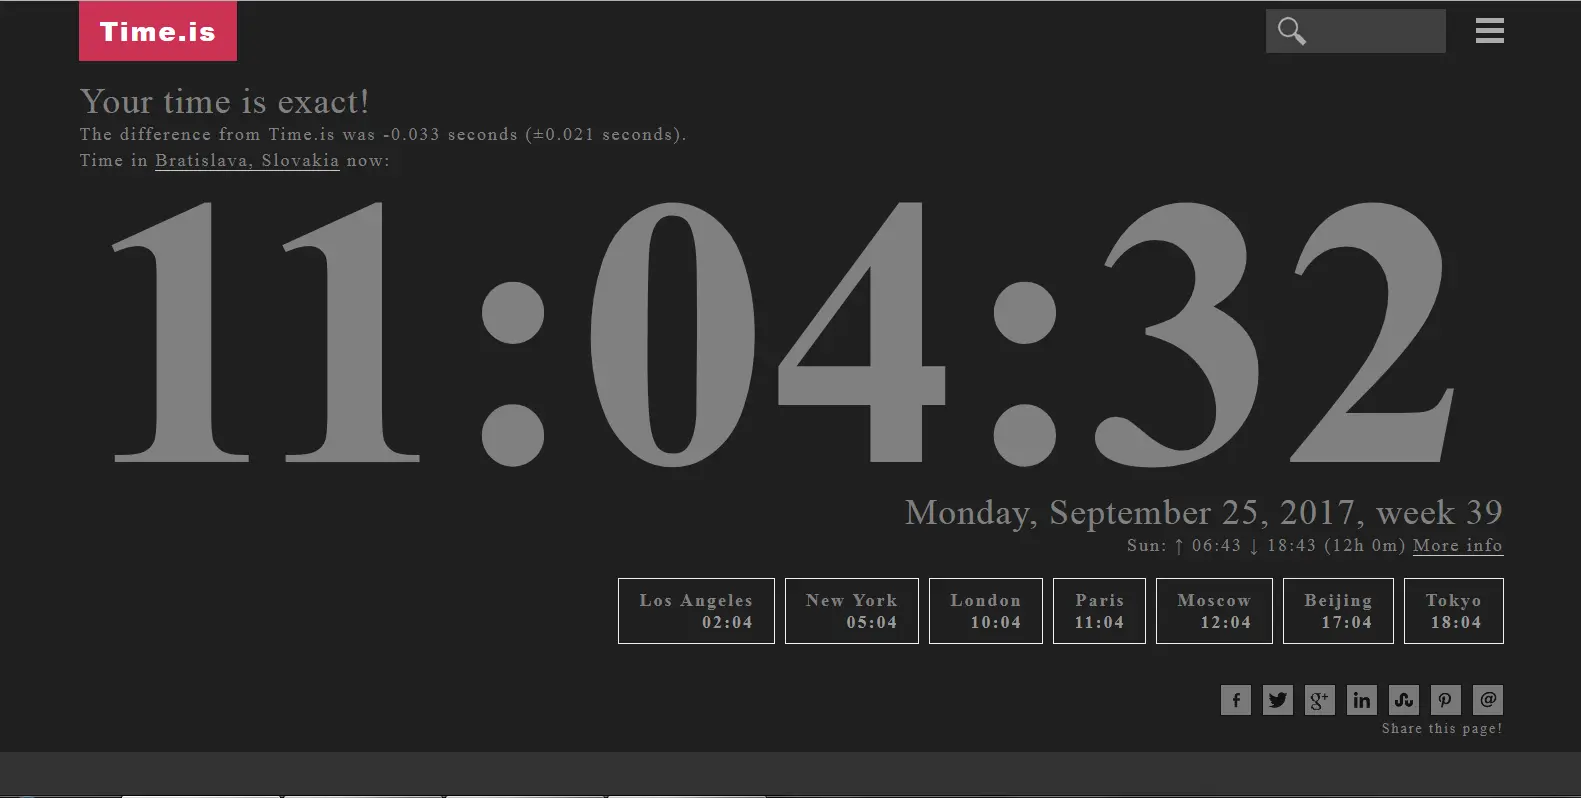 Time.is
Your time is exact!
The difference from Time.is was -0.033 seconds (±0.021 seconds).
Time in Bratislava, Slovakia now:
11:04:32
Monday, September 25, 2017, week 39
Sun: ↑ 06:43 ↓ 18:43 (12h 0m) More info
Los Angeles New York London Paris Moscow Beijing Tokyo
02:04 05:04 10:04 11:04 12:04 17:04 18:04
f g+ in @
Share this page!